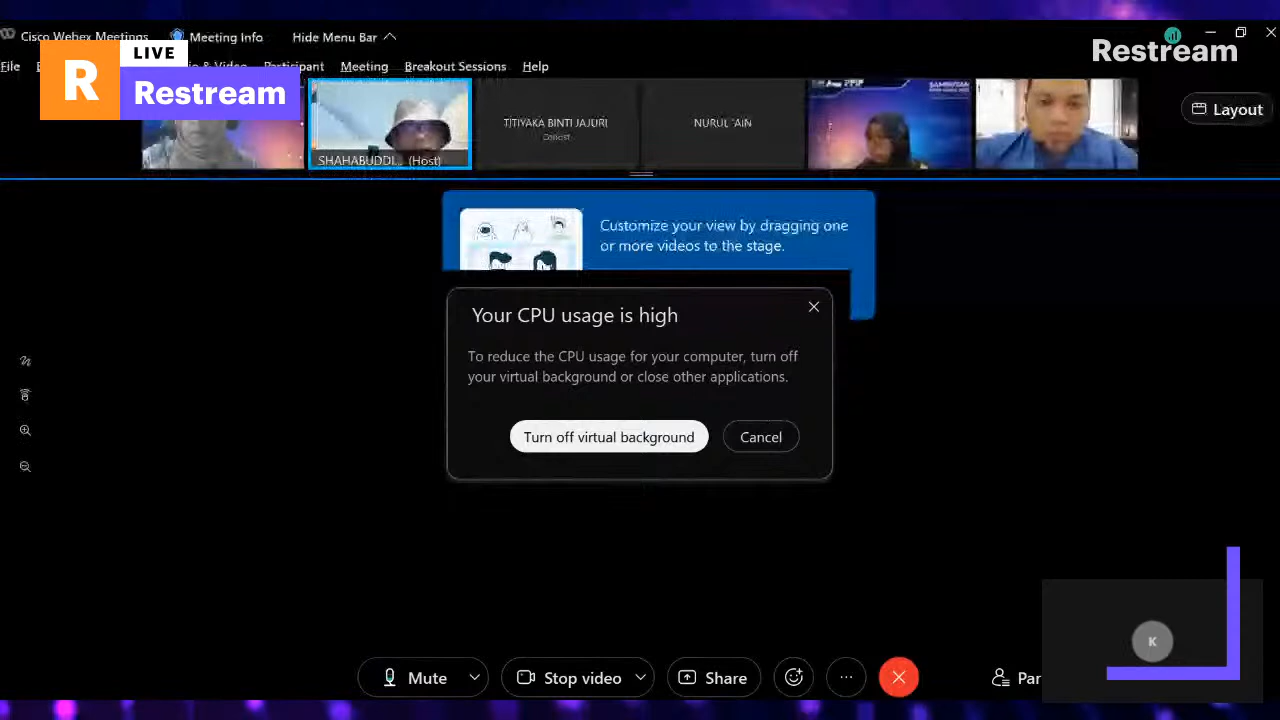 Cisco Webex Meetings
Meeting Info
Hide Menu Bar
LIVE
R
Restream
Restream
File
Participant
Meeting
Breakout Sessions
Help
SHAHABUDDI... (Host)
TITIYAKA BINTI JAJURI
Cohost
NURUL 'AIN
Layout
Customize your view by dragging one
or more videos to the stage.
Your CPU usage is high
To reduce the CPU usage for your computer, turn off
your virtual background or close other applications.
Turn off virtual background
Cancel
K
Mute
Stop video
Share
Par